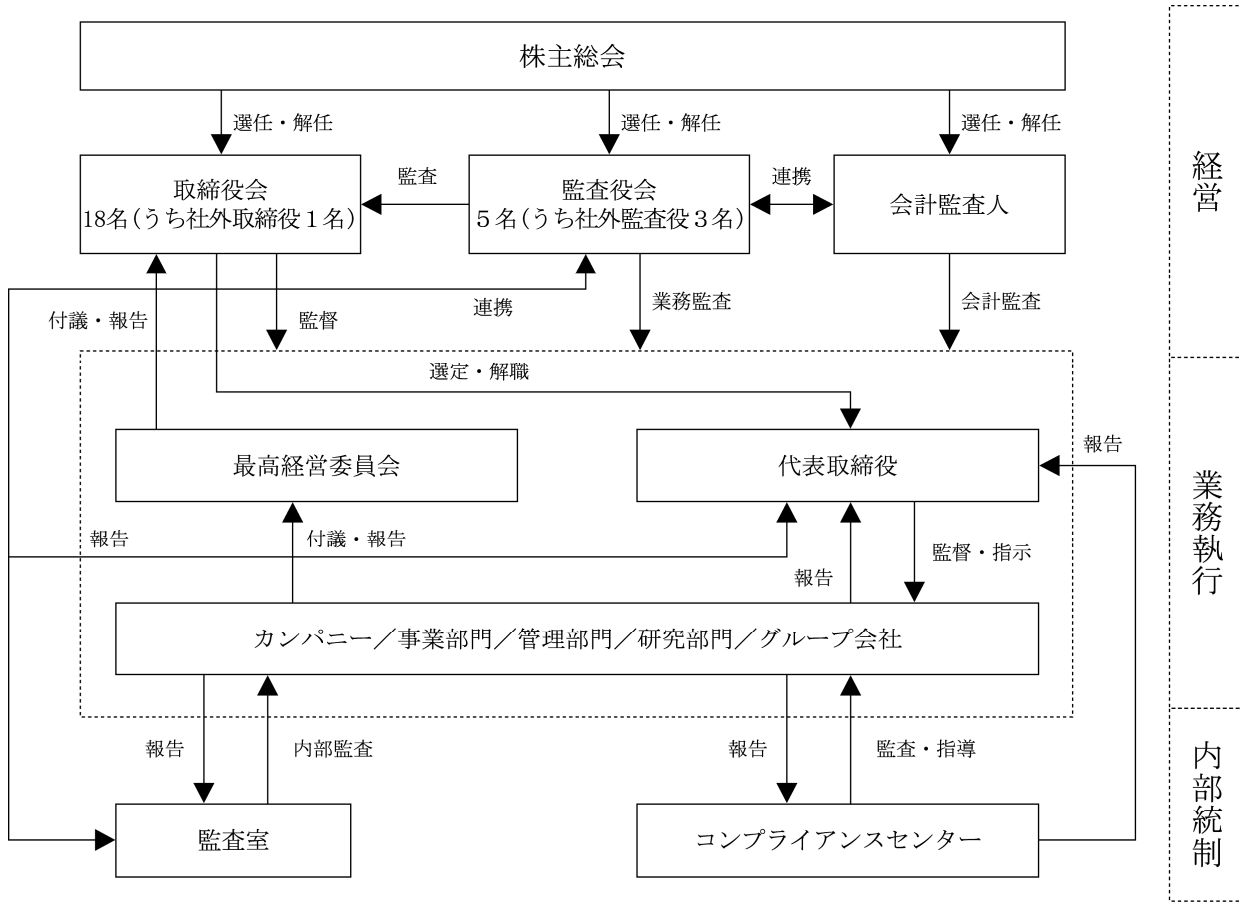 株主総会
選任・解任
選任・解任
選任・解任
取締役会
18名(うち社外取締役1名)
監査
監査役会
5名(うち社外監査役3名)
連携
会計監査人
経営
付議・報告
監督
連携
業務監査
会計監査
選定・解職
最高経営委員会
代表取締役
報告
業務執行
報告
付議・報告
報告
監督・指示
カンパニー／事業部門／管理部門／研究部門／グループ会社
報告
内部監査
報告
監査・指導
内部統制
監査室
コンプライアンスセンター